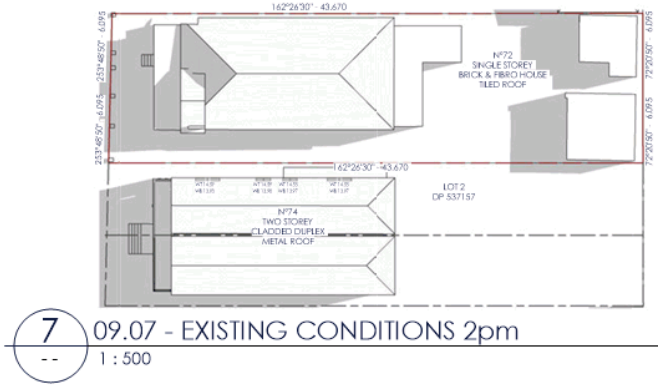 162°26'30" - 43.670
253°48'50" - 6.095
253°48'50" - 6.095
72°20'50" - 6.095
72°20'50" - 6.095
N°72
SINGLE STOREY
BRICK & FIBRO HOUSE
TILED ROOF
162°26'30" - 43.670
LOT 2
DP 537157
N°74
TWO STOREY
CLADDED DUPLEX
METAL ROOF
7
09.07 - EXISTING CONDITIONS 2pm
--
1 : 500